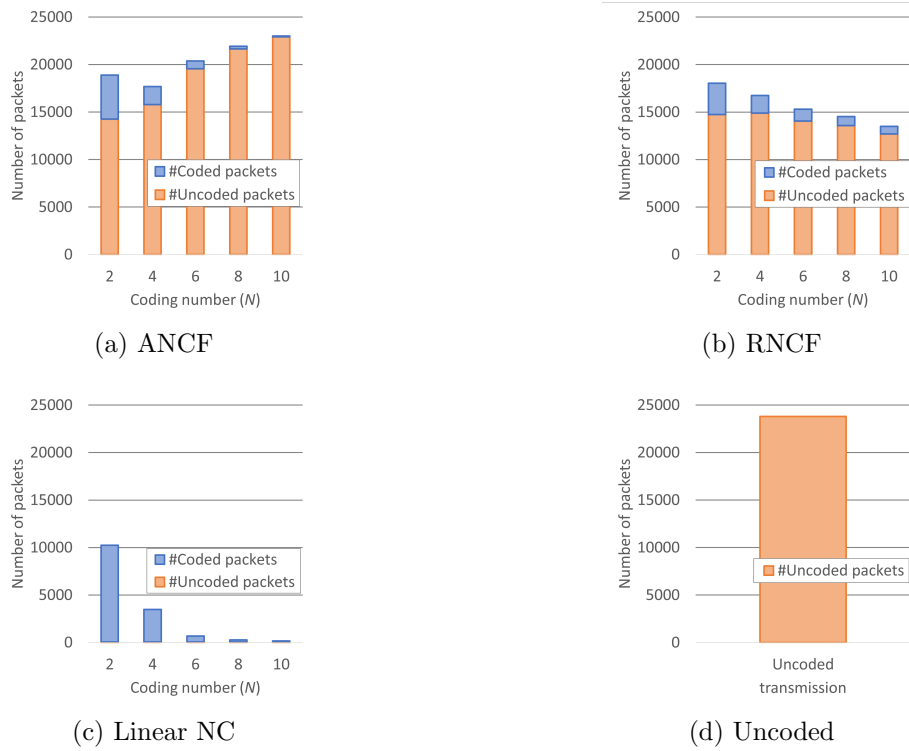 25000
20000
15000
10000
5000
0
Number of packets
#Coded packets
#Uncoded packets
2 4 6 8 10
Coding number (N)
(a) ANCF
25000
20000
15000
10000
5000
0
Number of packets
#Coded packets
#Uncoded packets
2 4 6 8 10
Coding number (N)
(b) RNCF
25000
20000
15000
10000
5000
0
Number of packets
#Coded packets
#Uncoded packets
2 4 6 8 10
Coding number (N)
(c) Linear NC
25000
20000
15000
10000
5000
0
Number of packets
#Uncoded packets
Uncoded
transmission
(d) Uncoded